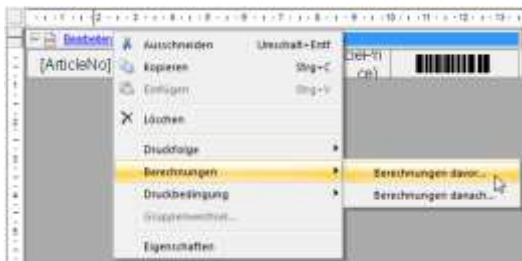 Bearbeiten
[ArticleNo]
ce)
Ausschneiden Umschalt+Entf
Kopieren Strg+C
Einfügen Strg+V
Löschen
Druckfolge
Berechnungen
Druckbedingung
Gruppenwechsel...
Eigenschaften
Berechnungen davor...
Berechnungen danach...